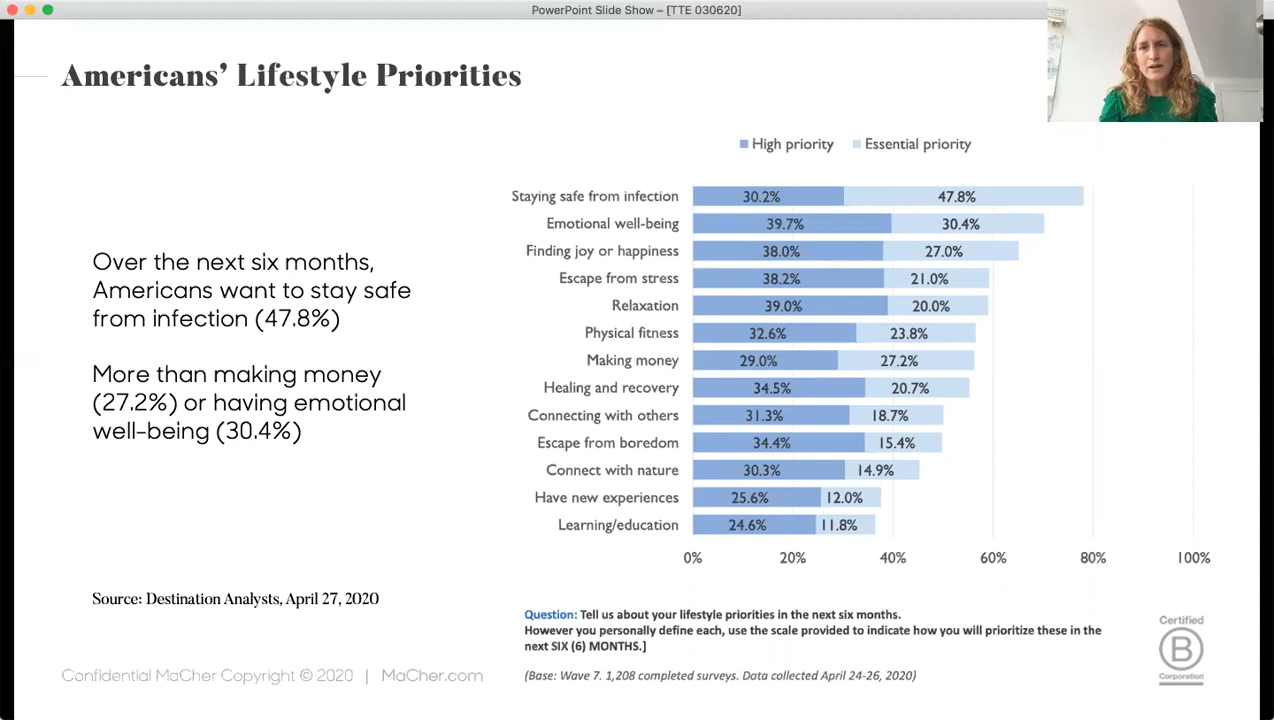 PowerPoint Slide Show – [TTE 030620]
Americans’ Lifestyle Priorities
Over the next six months,
Americans want to stay safe
from infection (47.8%)
More than making money
(27.2%) or having emotional
well-being (30.4%)
Source: Destination Analysts, April 27, 2020
High priority Essential priority
Staying safe from infection 30.2% 47.8%
Emotional well-being 39.7% 30.4%
Finding joy or happiness 38.0% 27.0%
Escape from stress 38.2% 21.0%
Relaxation 39.0% 20.0%
Physical fitness 32.6% 23.8%
Making money 29.0% 27.2%
Healing and recovery 34.5% 20.7%
Connecting with others 31.3% 18.7%
Escape from boredom 34.4% 15.4%
Connect with nature 30.3% 14.9%
Have new experiences 25.6% 12.0%
Learning/education 24.6% 11.8%
0% 20% 40% 60% 80% 100%
Question: Tell us about your lifestyle priorities in the next six months.
However you personally define each, use the scale provided to indicate how you will prioritize these in the
next SIX (6) MONTHS.]
(Base: Wave 7. 1,208 completed surveys. Data collected April 24-26, 2020)
Certified
B
Corporation
Confidential MaCher Copyright © 2020 | MaCher.com